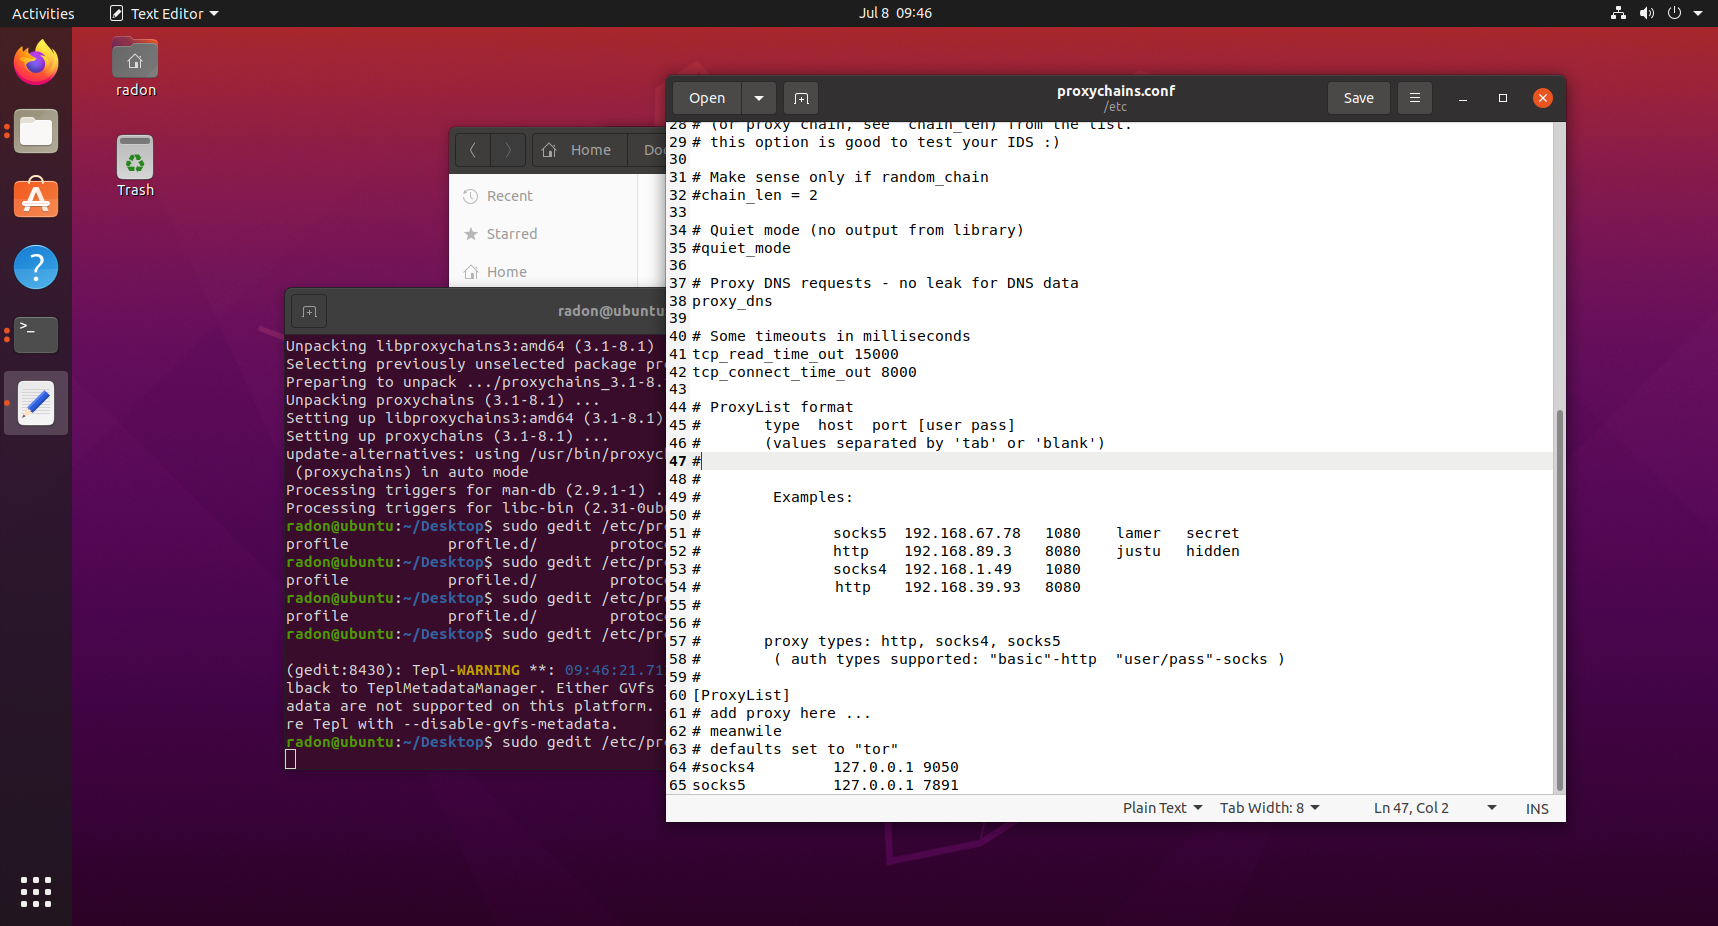 Activities
Text Editor
Jul 8 09:46
radon
Trash
Home
Doc
Recent
Starred
Home
radon@ubuntu
Unpacking libproxychains3:amd64 (3.1-8.1)
Selecting previously unselected package pro
Preparing to unpack .../proxychains_3.1-8.
Unpacking proxychains (3.1-8.1) ...
Setting up libproxychains3:amd64 (3.1-8.1)
Setting up proxychains (3.1-8.1) ...
update-alternatives: using /usr/bin/proxych
(proxychains) in auto mode
Processing triggers for man-db (2.9.1-1) .
Processing triggers for libc-bin (2.31-0ubu
radon@ubuntu:~/Desktop$ sudo gedit /etc/pro
profile profile.d/ protoco
radon@ubuntu:~/Desktop$ sudo gedit /etc/pro
profile profile.d/ protoco
radon@ubuntu:~/Desktop$ sudo gedit /etc/pro
profile profile.d/ protoco
radon@ubuntu:~/Desktop$ sudo gedit /etc/pro
(gedit:8430): Tepl-WARNING **: 09:46:21.71
lback to TeplMetadataManager. Either GVfs
adata are not supported on this platform.
re Tepl with --disable-gvfs-metadata.
radon@ubuntu:~/Desktop$ sudo gedit /etc/pro
Open
proxychains.conf
/etc
Save
28 # (or proxy chain, see chain_len) from the list.
29 # this option is good to test your IDS :)
30
31 # Make sense only if random_chain
32 #chain_len = 2
33
34 # Quiet mode (no output from library)
35 #quiet_mode
36
37 # Proxy DNS requests - no leak for DNS data
38 proxy_dns
39
40 # Some timeouts in milliseconds
41 tcp_read_time_out 15000
42 tcp_connect_time_out 8000
43
44 # ProxyList format
45 # type host port [user pass]
46 # (values separated by 'tab' or 'blank')
47 #
48 #
49 # Examples:
50 #
51 # socks5 192.168.67.78 1080 lamer secret
52 # http 192.168.89.3 8080 justu hidden
53 # socks4 192.168.1.49 1080
54 # http 192.168.39.93 8080
55 #
56 #
57 # proxy types: http, socks4, socks5
58 # ( auth types supported: "basic"-http "user/pass"-socks )
59 #
60 [ProxyList]
61 # add proxy here ...
62 # meanwile
63 # defaults set to "tor"
64 #socks4 127.0.0.1 9050
65 socks5 127.0.0.1 7891
Plain Text
Tab Width: 8
Ln 47, Col 2
INS